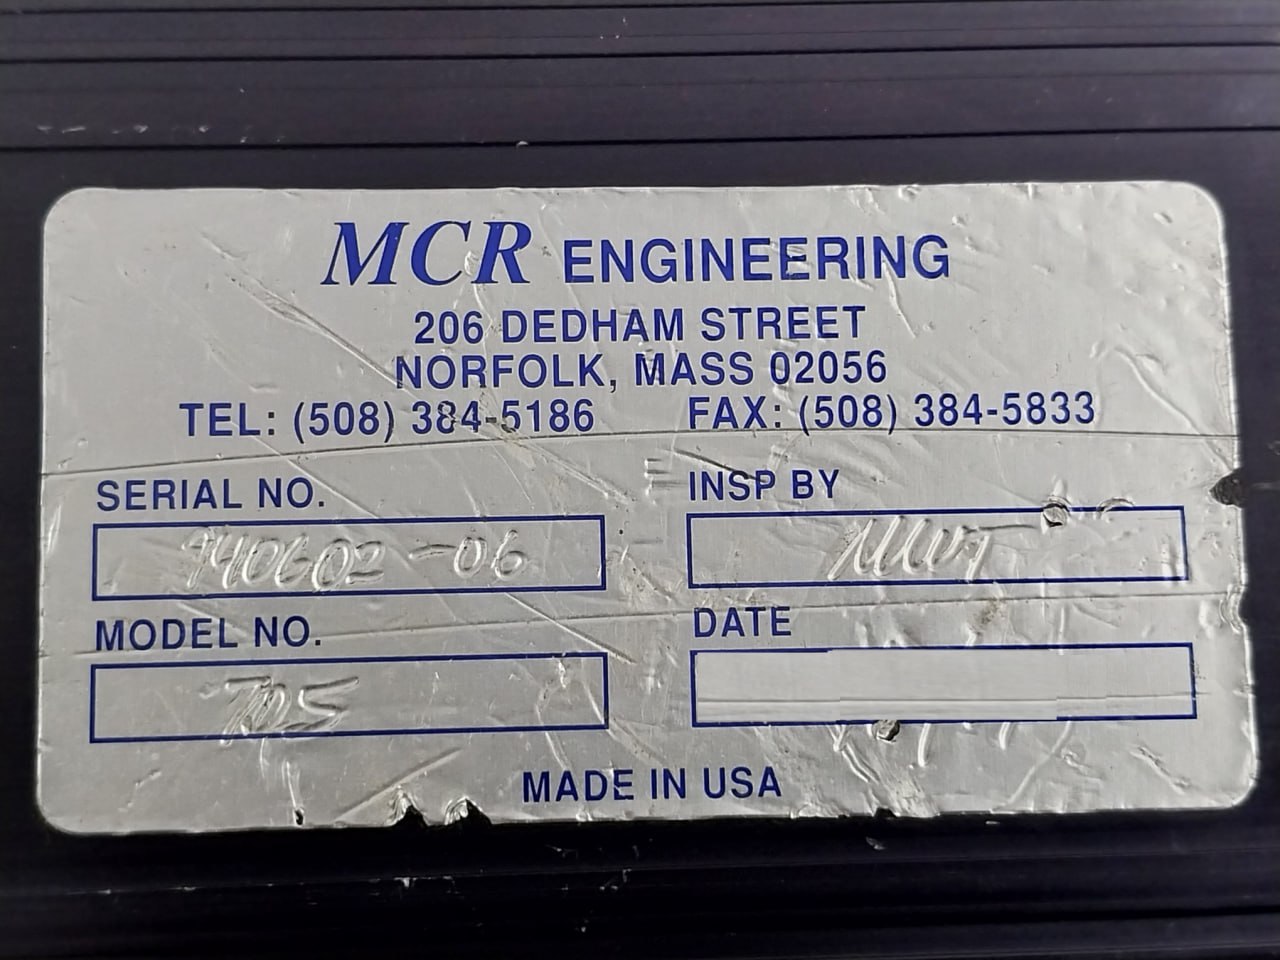 MCR ENGINEERING
206 DEDHAM STREET
NORFOLK, MASS 02056
TEL: (508) 384-5186 FAX: (508) 384-5833
SERIAL NO. INSP BY
940602-06
MODEL NO. DATE
705
MADE IN USA